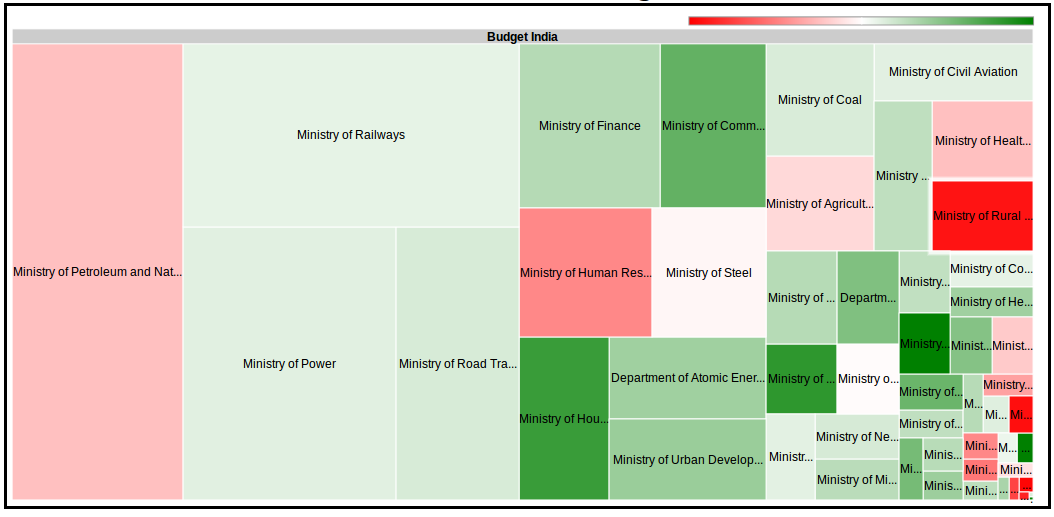 Budget India
Ministry of Petroleum and Nat...
Ministry of Railways
Ministry of Power
Ministry of Road Tra...
Ministry of Finance
Ministry of Comm...
Ministry of Human Res...
Ministry of Steel
Ministry of Hou...
Department of Atomic Ener...
Ministry of Urban Develop...
Ministry of Coal
Ministry of Civil Aviation
Ministry of Agricult...
Ministry ...
Ministry of Healt...
Ministry of Rural ...
Ministry of ...
Departm...
Ministry...
Ministry of Co...
Ministry of He...
Ministry...
Minist...
Minist...
Ministry of ...
Ministry o...
Ministry of...
M...
Ministry...
Mi...
Mi...
Ministry of...
Ministr...
Ministry of Ne...
Ministry of Mi...
Mi...
Minis...
Minis...
Mini...
M...
...
Mini...
Mini...
Mini...
...
...
...